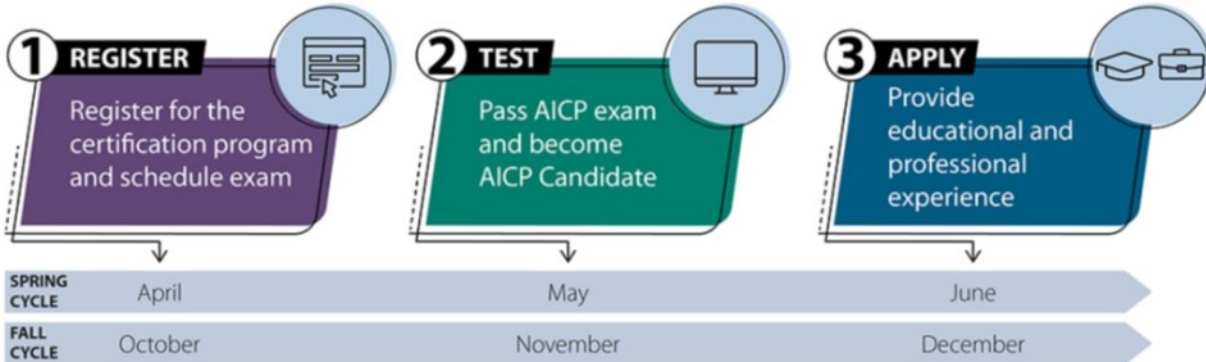 1 REGISTER
Register for the
certification program
and schedule exam
2 TEST
Pass AICP exam
and become
AICP Candidate
3 APPLY
Provide
educational and
professional
experience
SPRING
CYCLE
April
May
June
FALL
CYCLE
October
November
December